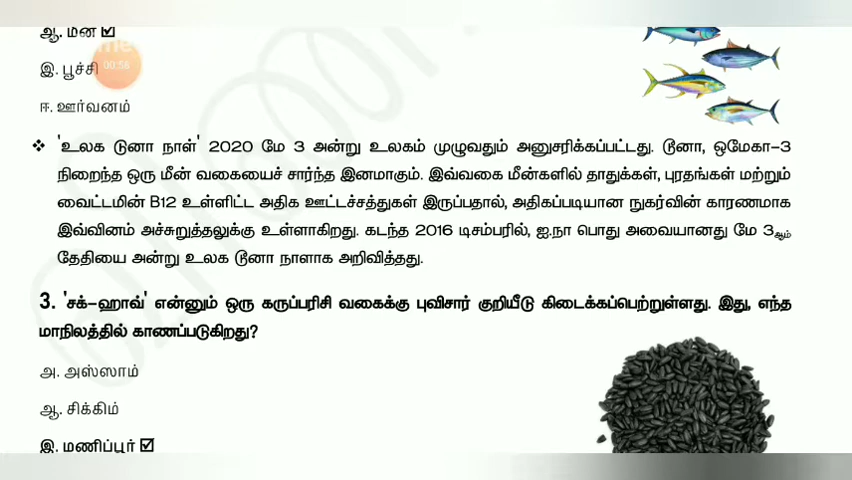 ஆ. மீன் ☑
00:58
இ. பூச்சி
ஈ. ஊர்வனம்
❖ 'உலக டுனா நாள்' 2020 மே 3 அன்று உலகம் முழுவதும் அனுசரிக்கப்பட்டது. டூனா, ஒமேகா-3
நிறைந்த ஒரு மீன் வகையைச் சார்ந்த இனமாகும். இவ்வகை மீன்களில் தாதுக்கள், புரதங்கள் மற்றும்
வைட்டமின் B12 உள்ளிட்ட அதிக ஊட்டச்சத்துகள் இருப்பதால், அதிகப்படியான நுகர்வின் காரணமாக
இவ்வினம் அச்சுறுத்தலுக்கு உள்ளாகிறது. கடந்த 2016 டிசம்பரில், ஐ.நா பொது அவையானது மே 3ஆம்
தேதியை அன்று உலக டூனா நாளாக அறிவித்தது.
3. 'சக்-ஹாவ்' என்னும் ஒரு கருப்பரிசி வகைக்கு புவிசார் குறியீடு கிடைக்கப்பெற்றுள்ளது. இது, எந்த
மாநிலத்தில் காணப்படுகிறது?
அ. அஸ்ஸாம்
ஆ. சிக்கிம்
இ. மணிப்பூர் ☑